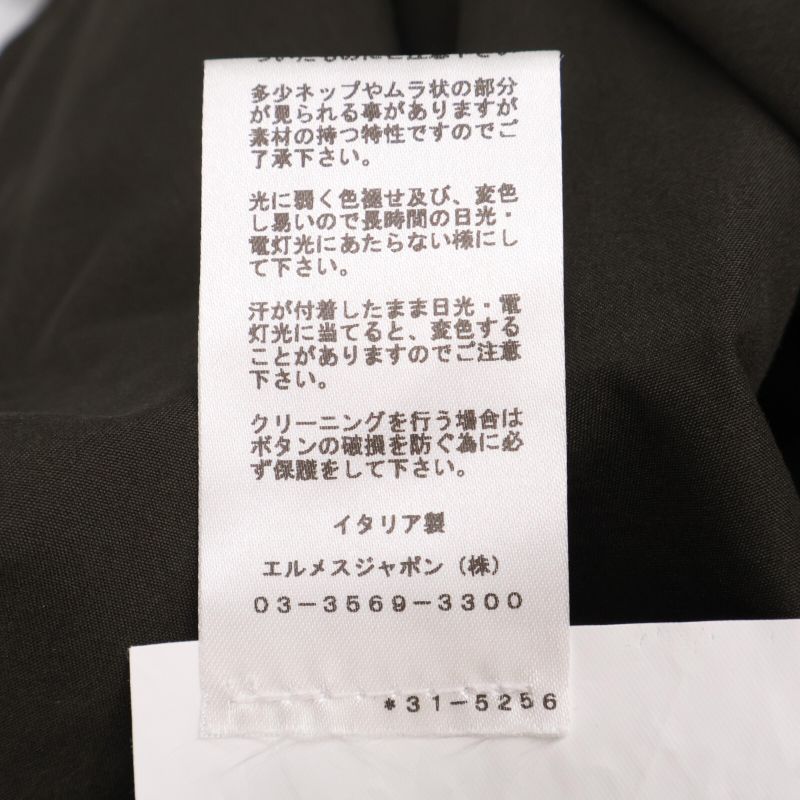 多少ネップやムラ状の部分
が見られる事がありますが
素材の持つ特性ですのでご
了承下さい。
光に弱く色褪せ及び、変色
し易いので長時間の日光・
電灯光にあたらない様にし
て下さい。
汗が付着したまま日光・電
灯光に当てると、変色する
ことがありますのでご注意
下さい。
クリーニングを行う場合は
ボタンの破損を防ぐ為に必
ず保護をして下さい。
イタリア製
エルメスジャポン（株）
03-3569-3300
*31-5256